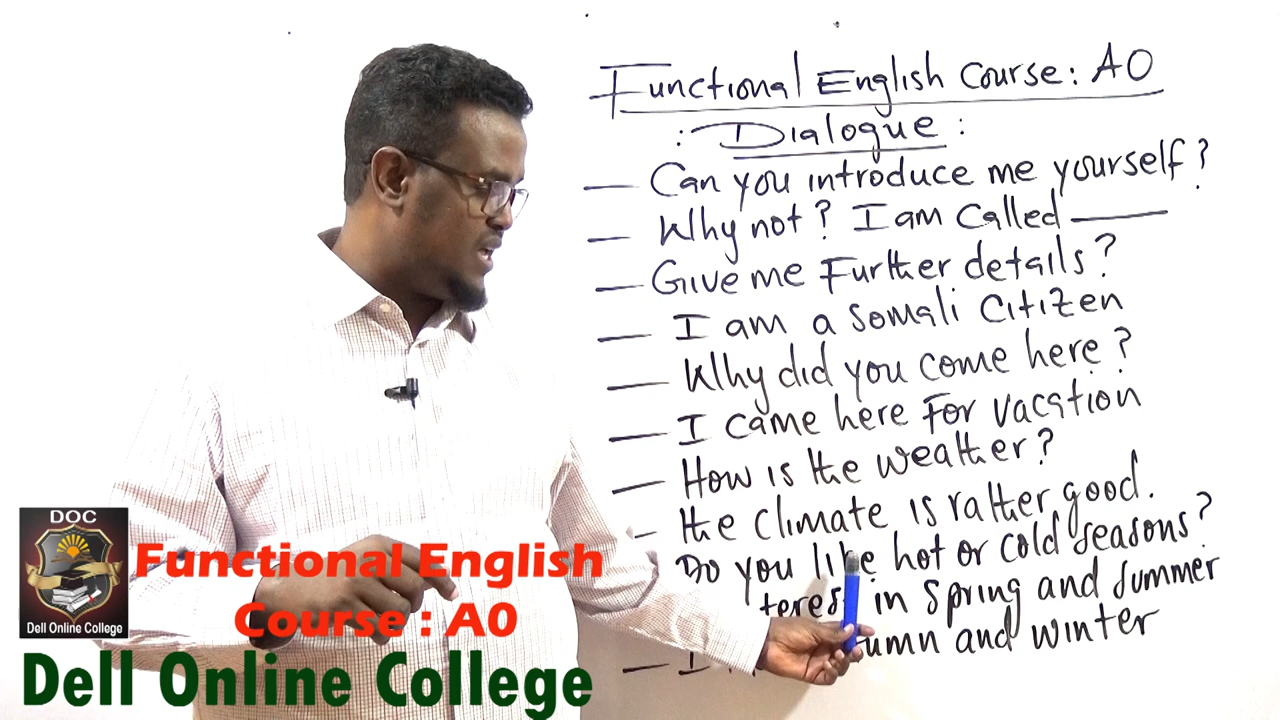 Functional English Course: A0
: Dialogue :
— Can you introduce me yourself?
— Why not? I am called ———
— Give me Further details?
— I am a Somali Citizen
— Why did you come here?
— I came here For vacation
— How is the weather?
— the climate is rather good.
Do you like hot or cold seasons?
in spring and summer
— I and winter
DOC
Dell Online College
Functional English
Course : A0
Dell Online College